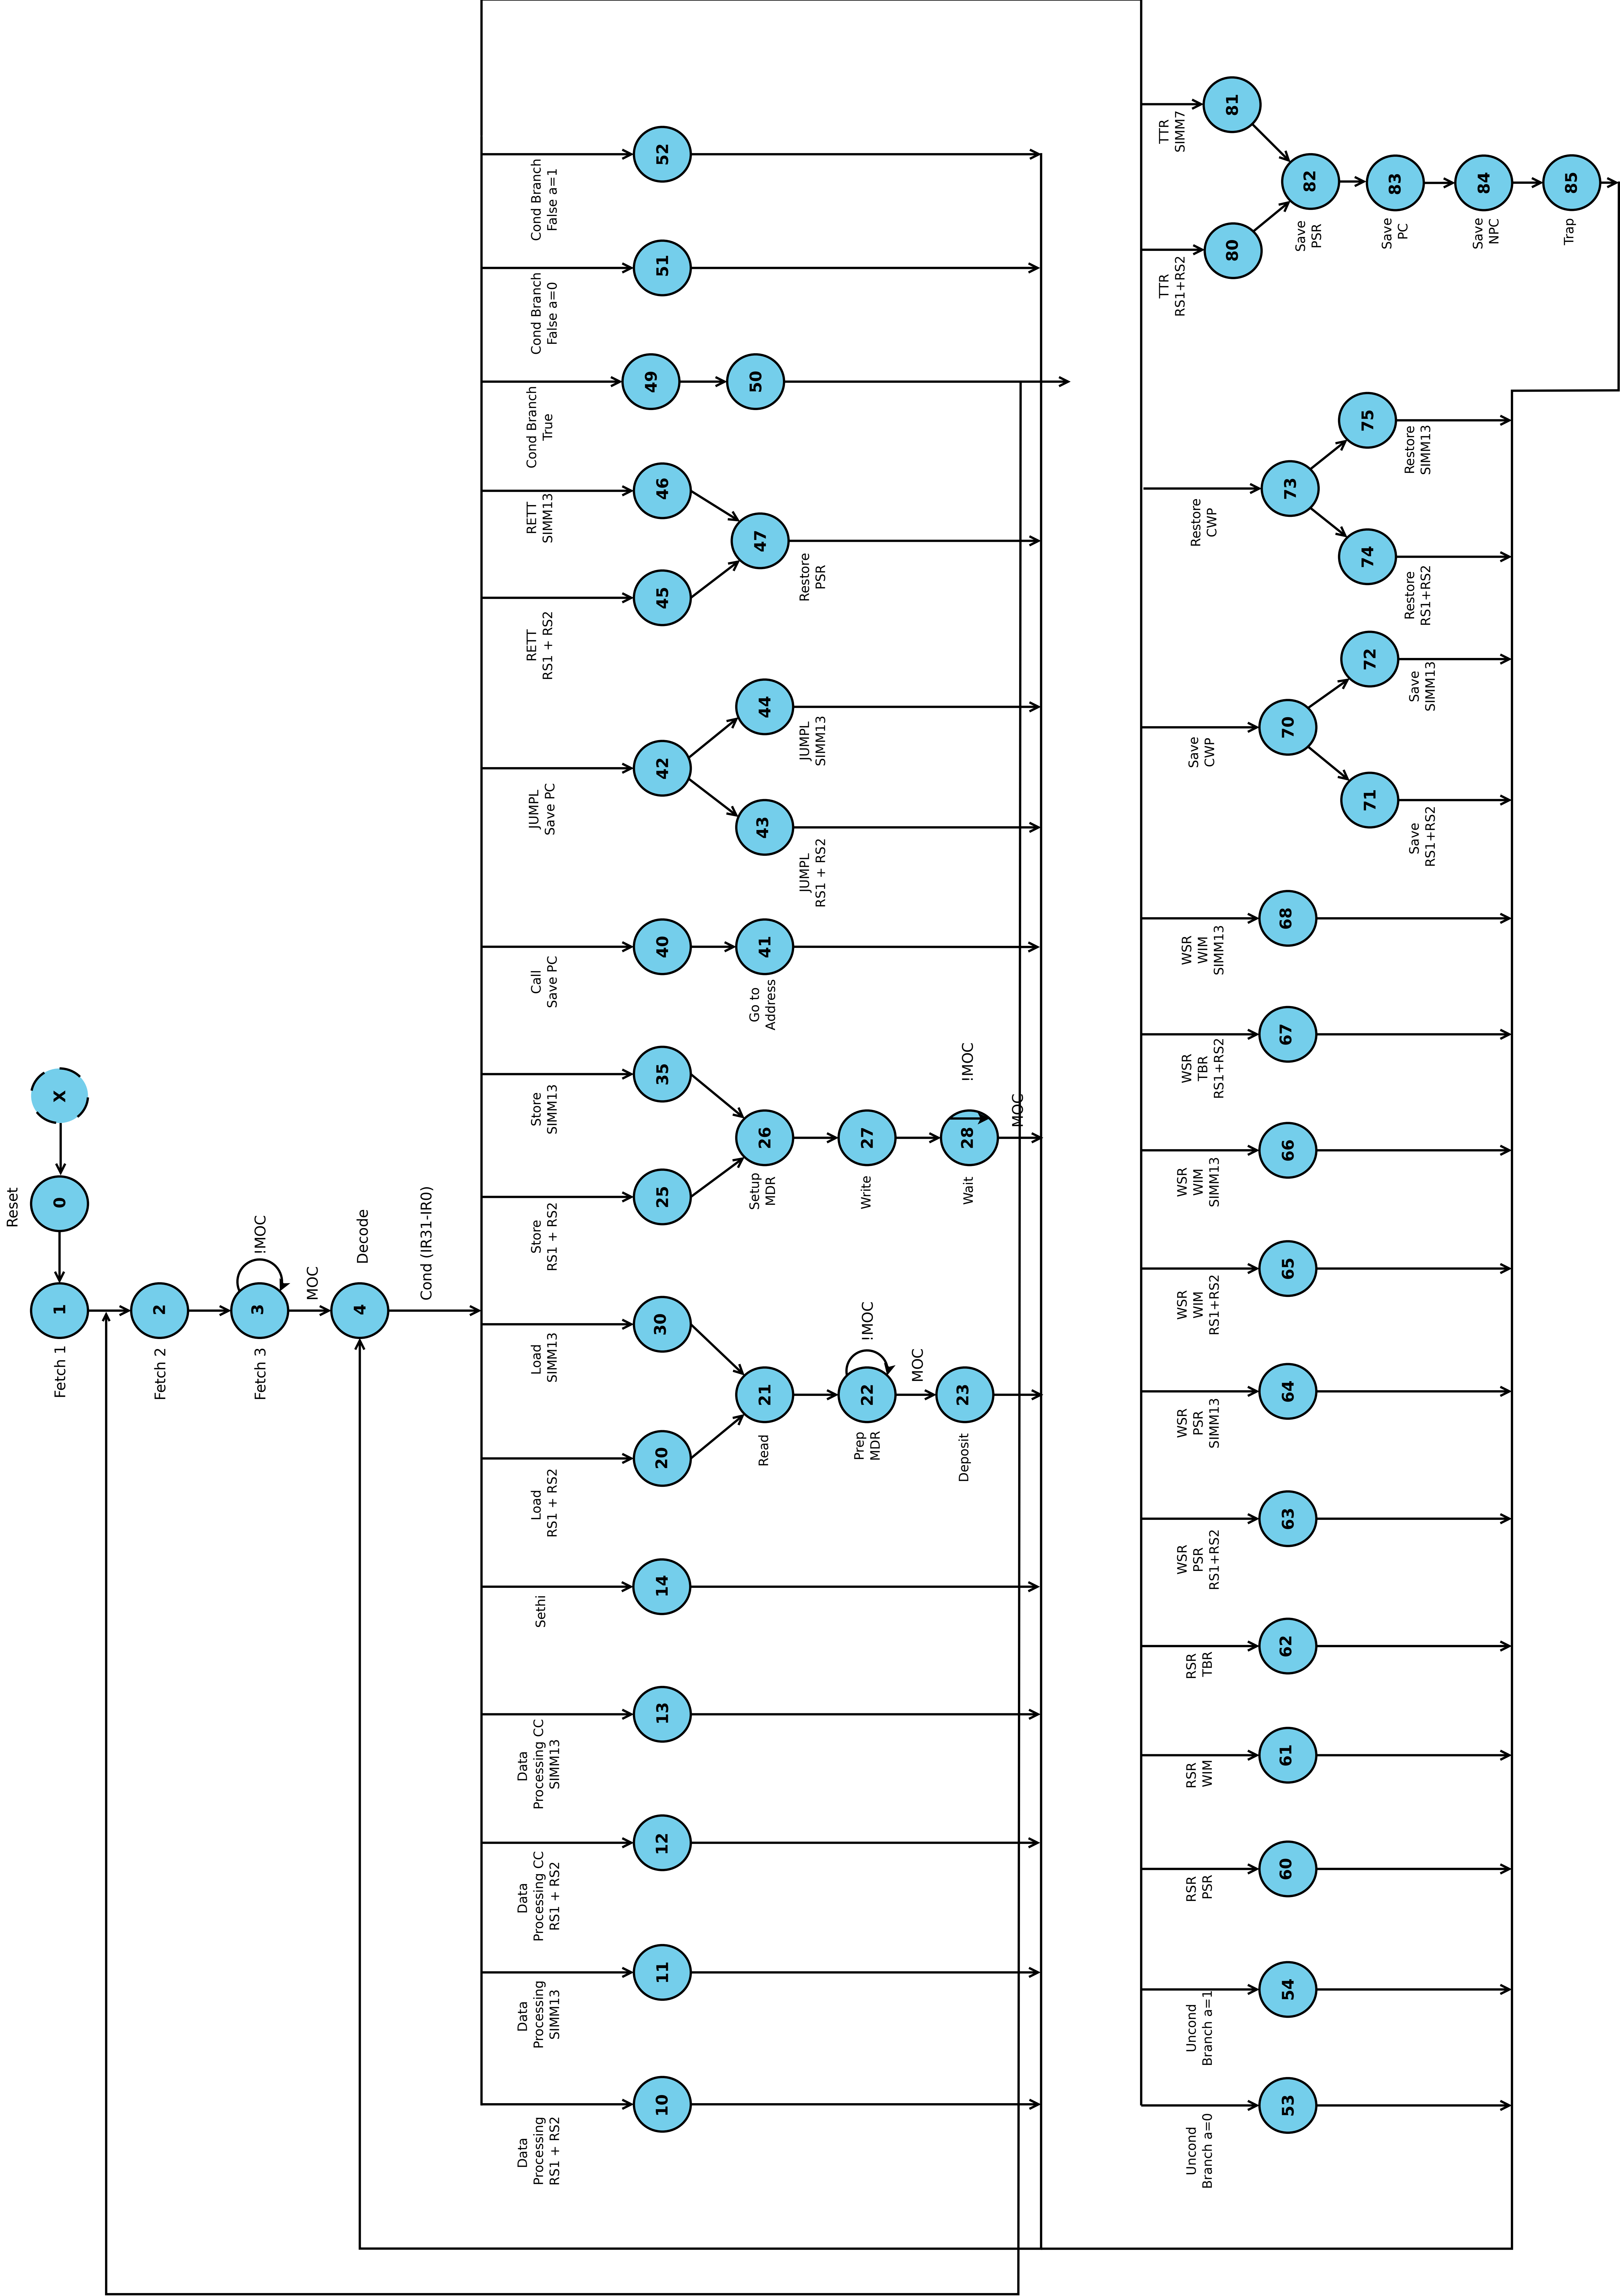 Reset
Fetch 1
1
0
X
Fetch 2
2
Fetch 3
3
!MOC
MOC
4
Decode
Cond (IR31-IR0)
Data
Processing
RS1 + RS2
Data
Processing
SIMM13
Data
Processing CC
RS1 + RS2
Data
Processing CC
SIMM13
Sethi
Load
RS1 + RS2
Load
SIMM13
Store
RS1 + RS2
Store
SIMM13
Call
Save PC
JUMPL
Save PC
RETT
RS1 + RS2
RETT
SIMM13
Cond Branch
True
Cond Branch
False a=0
Cond Branch
False a=1
10
11
12
13
14
20
30
25
35
40
42
45
46
49
51
52
Read
21
Setup
MDR
26
Go to
Address
41
43
JUMPL
RS1 + RS2
44
JUMPL
SIMM13
47
Restore
PSR
50
Prep
MDR
22
!MOC
MOC
Write
27
Deposit
23
Wait
28
!MOC
MOC
Uncond
Branch a=0
Uncond
Branch a=1
RSR
PSR
RSR
WIM
RSR
TBR
WSR
PSR
RS1+RS2
WSR
PSR
SIMM13
WSR
WIM
RS1+RS2
WSR
WIM
SIMM13
WSR
TBR
RS1+RS2
WSR
WIM
SIMM13
Save
CWP
Restore
CWP
TTR
RS1+RS2
TTR
SIMM7
53
54
60
61
62
63
64
65
66
67
68
70
73
80
81
71
Save
RS1+RS2
72
Save
SIMM13
74
Restore
RS1+RS2
75
Restore
SIMM13
Save
PSR
82
Save
PC
83
Save
NPC
84
Trap
85